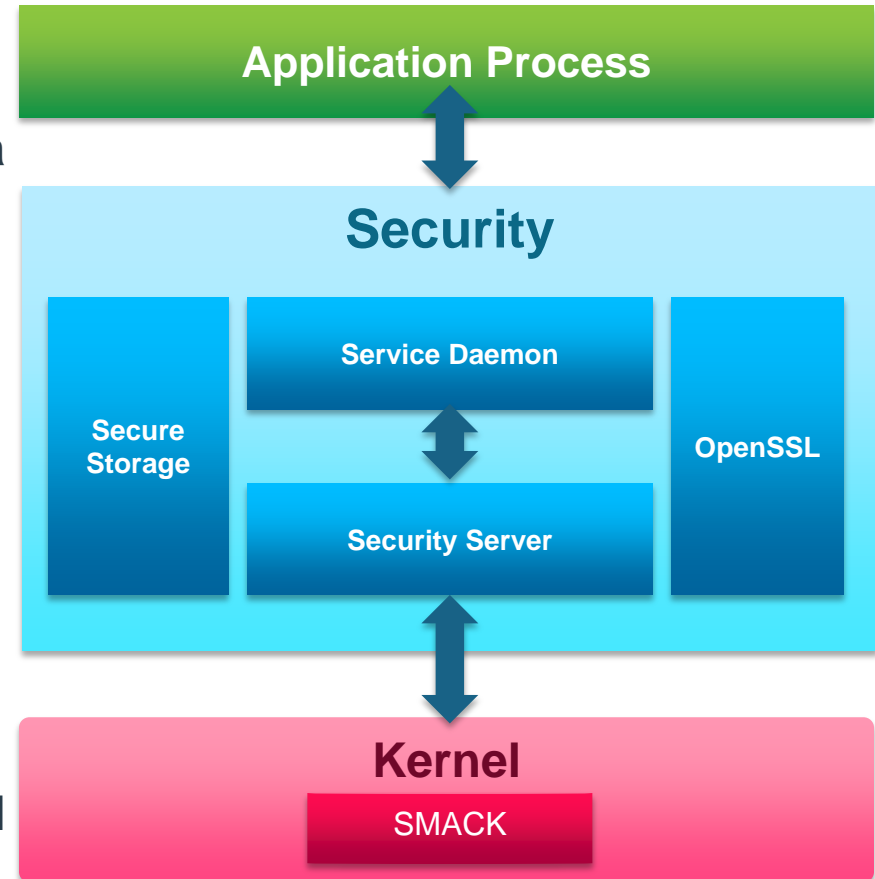 Application Process
Security
Service Daemon
Secure
Storage
OpenSSL
Security Server
Kernel
SMACK